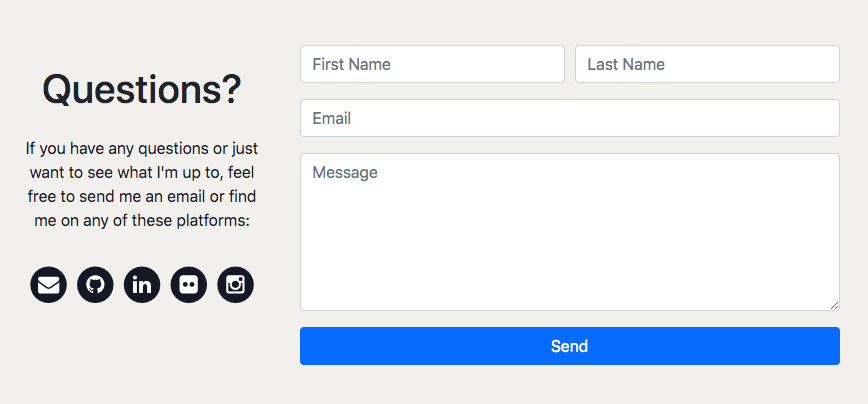 Questions?
If you have any questions or just
want to see what I'm up to, feel
free to send me an email or find
me on any of these platforms:
in
First Name
Last Name
Email
Message
Send